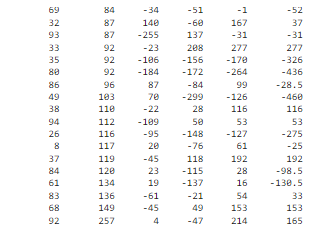 69 84 -34 -51 -1 -52
32 87 140 -60 167 37
93 87 -255 137 -31 -31
33 92 -23 208 277 277
35 92 -106 -156 -170 -326
80 92 -184 -172 -264 -436
86 96 87 -84 99 -28.5
49 103 70 -299 -126 -460
38 110 -22 28 116 116
94 112 -109 50 53 53
26 116 -95 -148 -127 -275
8 117 20 -76 61 -25
37 119 -45 118 192 192
84 120 23 -115 28 -98.5
61 134 19 -137 16 -130.5
83 136 -61 -21 54 33
68 149 -45 49 153 153
92 257 4 -47 214 165